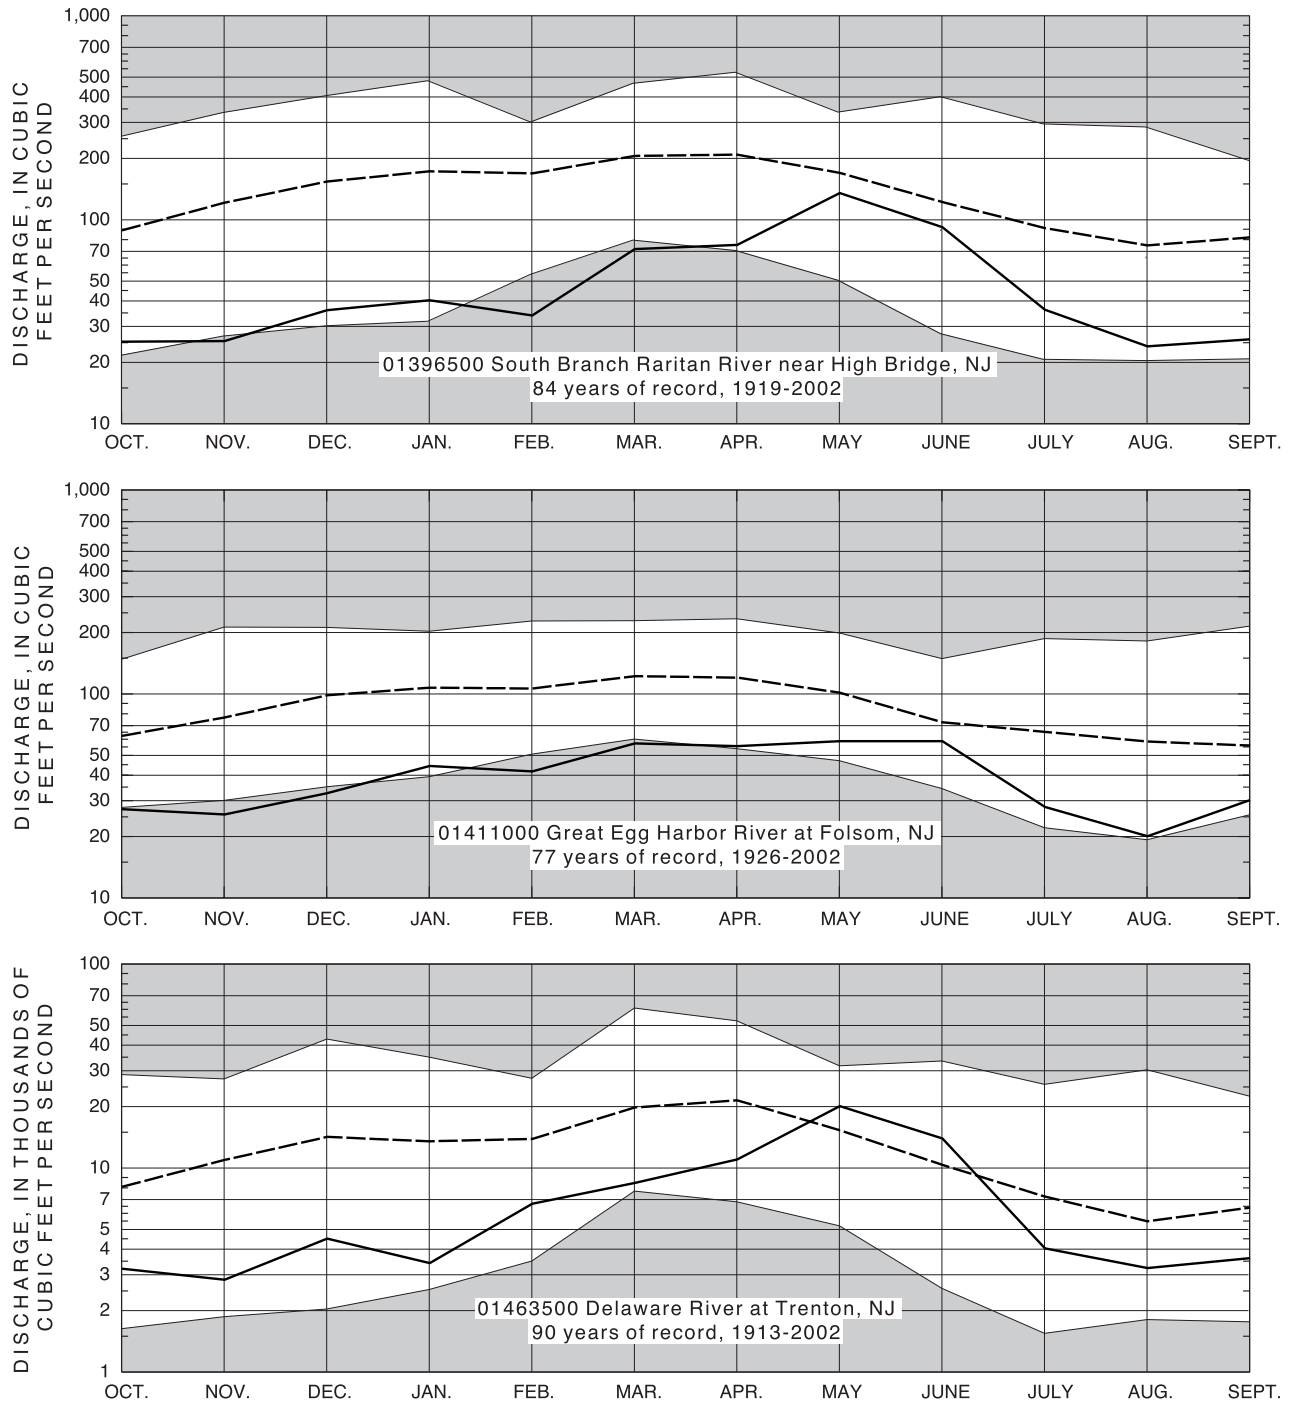 1,000
700
500
400
300
200
100
70
50
40
30
20
10
DISCHARGE, IN CUBIC
FEET PER SECOND
01396500 South Branch Raritan River near High Bridge, NJ
84 years of record, 1919-2002
OCT. NOV. DEC. JAN. FEB. MAR. APR. MAY JUNE JULY AUG. SEPT.
1,000
700
500
400
300
200
100
70
50
40
30
20
10
DISCHARGE, IN CUBIC
FEET PER SECOND
01411000 Great Egg Harbor River at Folsom, NJ
77 years of record, 1926-2002
OCT. NOV. DEC. JAN. FEB. MAR. APR. MAY JUNE JULY AUG. SEPT.
100
70
50
40
30
20
10
7
5
4
3
2
1
DISCHARGE, IN THOUSANDS OF
CUBIC FEET PER SECOND
01463500 Delaware River at Trenton, NJ
90 years of record, 1913-2002
OCT. NOV. DEC. JAN. FEB. MAR. APR. MAY JUNE JULY AUG. SEPT.